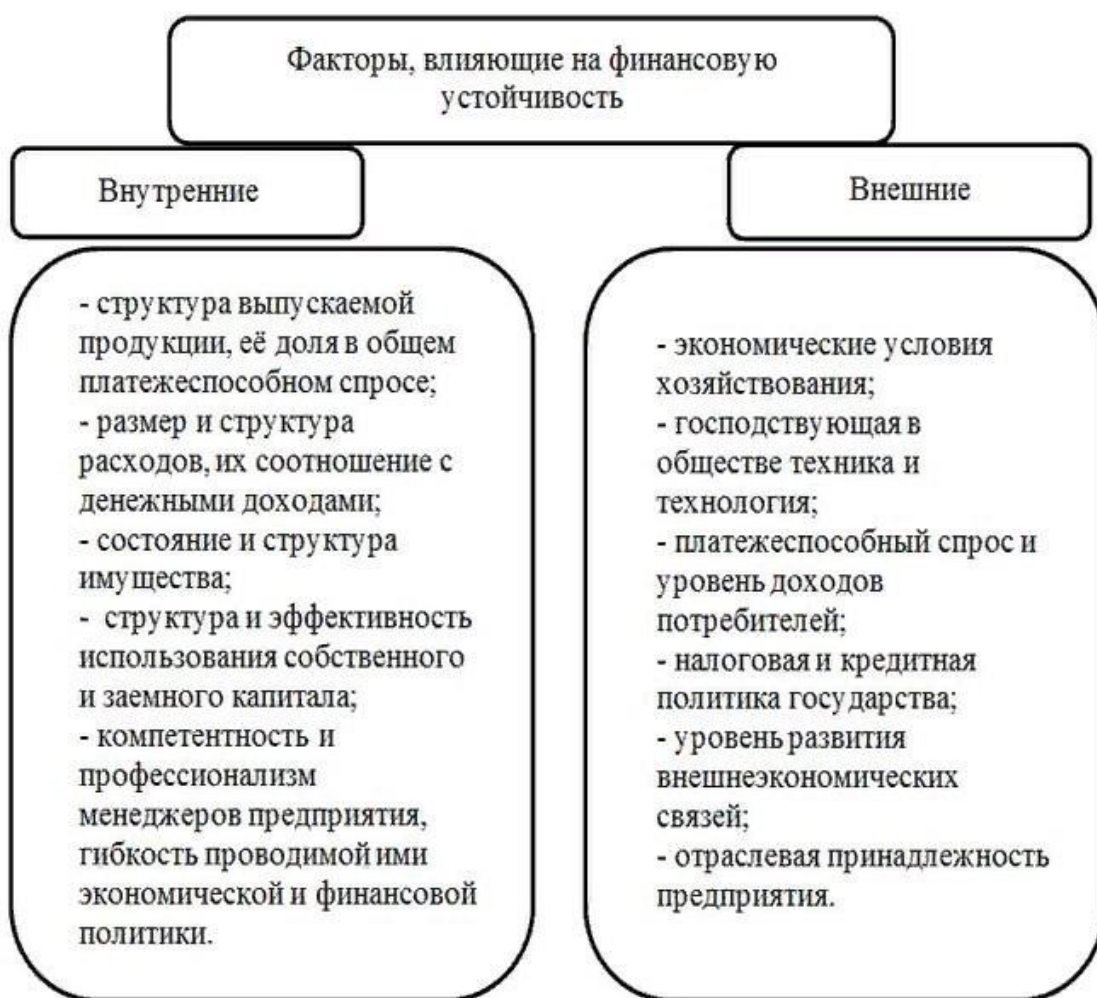 Факторы, влияющие на финансовую
устойчивость
Внутренние
- структура выпускаемой
продукции, её доля в общем
платежеспособном спросе;
- размер и структура
расходов, их соотношение с
денежными доходами;
- состояние и структура
имущества;
- структура и эффективность
использования собственного
и заемного капитала;
- компетентность и
профессионализм
менеджеров предприятия,
гибкость проводимой ими
экономической и финансовой
политики.
Внешние
- экономические условия
хозяйствования;
- господствующая в
обществе техника и
технология;
- платежеспособный спрос и
уровень доходов
потребителей;
- налоговая и кредитная
политика государства;
- уровень развития
внешнеэкономических
связей;
- отраслевая принадлежность
предприятия.